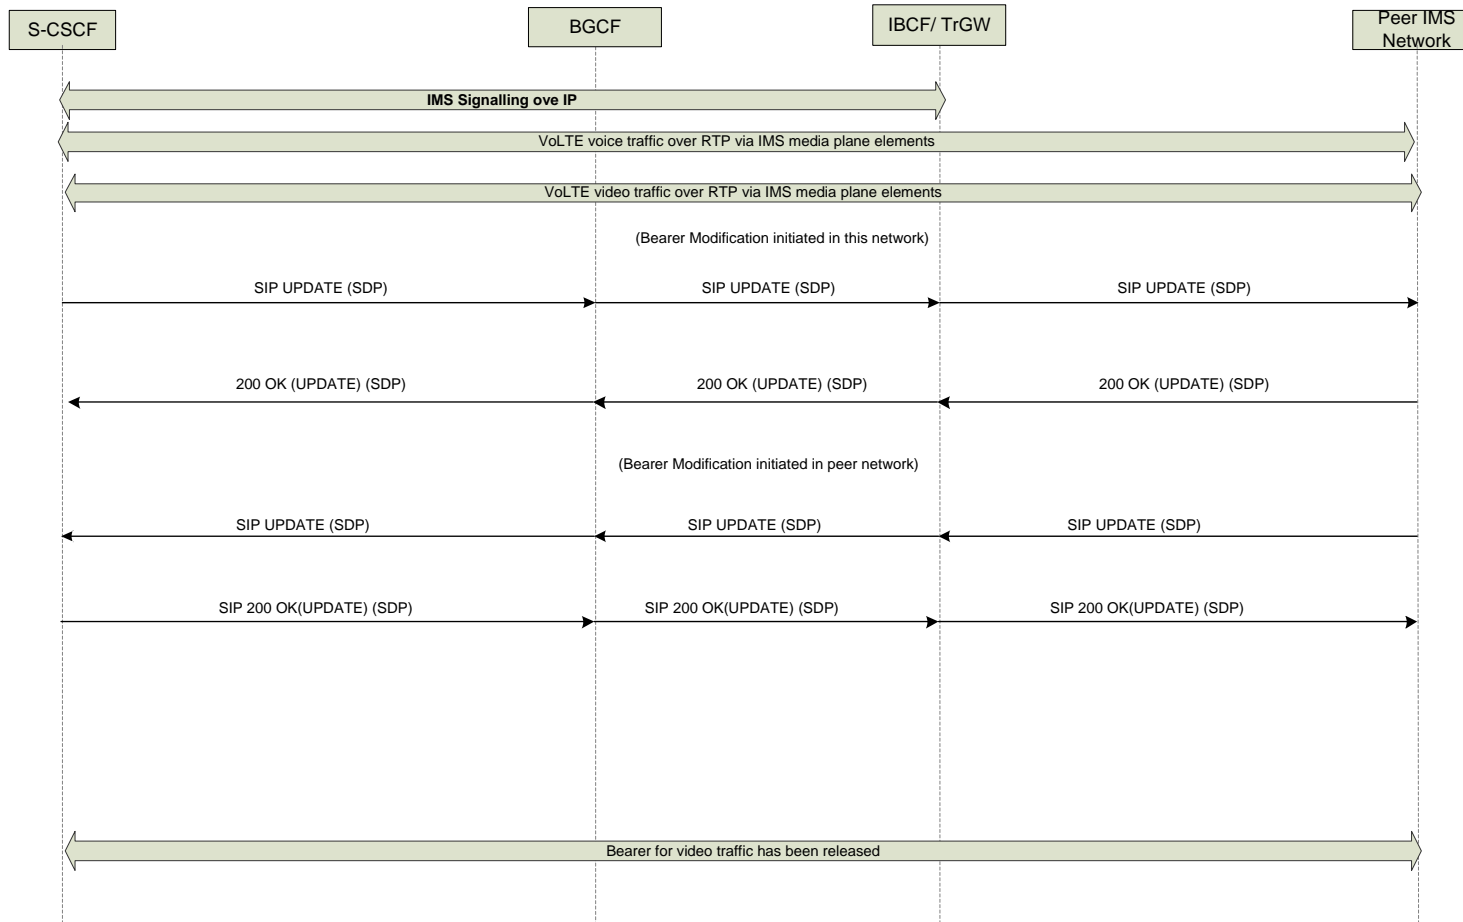 S-CSCF
BGCF
IBCF/ TrGW
Peer IMS
Network
IMS Signalling ove IP
VoLTE voice traffic over RTP via IMS media plane elements
VoLTE video traffic over RTP via IMS media plane elements
(Bearer Modification initiated in this network)
SIP UPDATE (SDP)
SIP UPDATE (SDP)
SIP UPDATE (SDP)
200 OK (UPDATE) (SDP)
200 OK (UPDATE) (SDP)
200 OK (UPDATE) (SDP)
(Bearer Modification initiated in peer network)
SIP UPDATE (SDP)
SIP UPDATE (SDP)
SIP UPDATE (SDP)
SIP 200 OK(UPDATE) (SDP)
SIP 200 OK(UPDATE) (SDP)
SIP 200 OK(UPDATE) (SDP)
Bearer for video traffic has been released